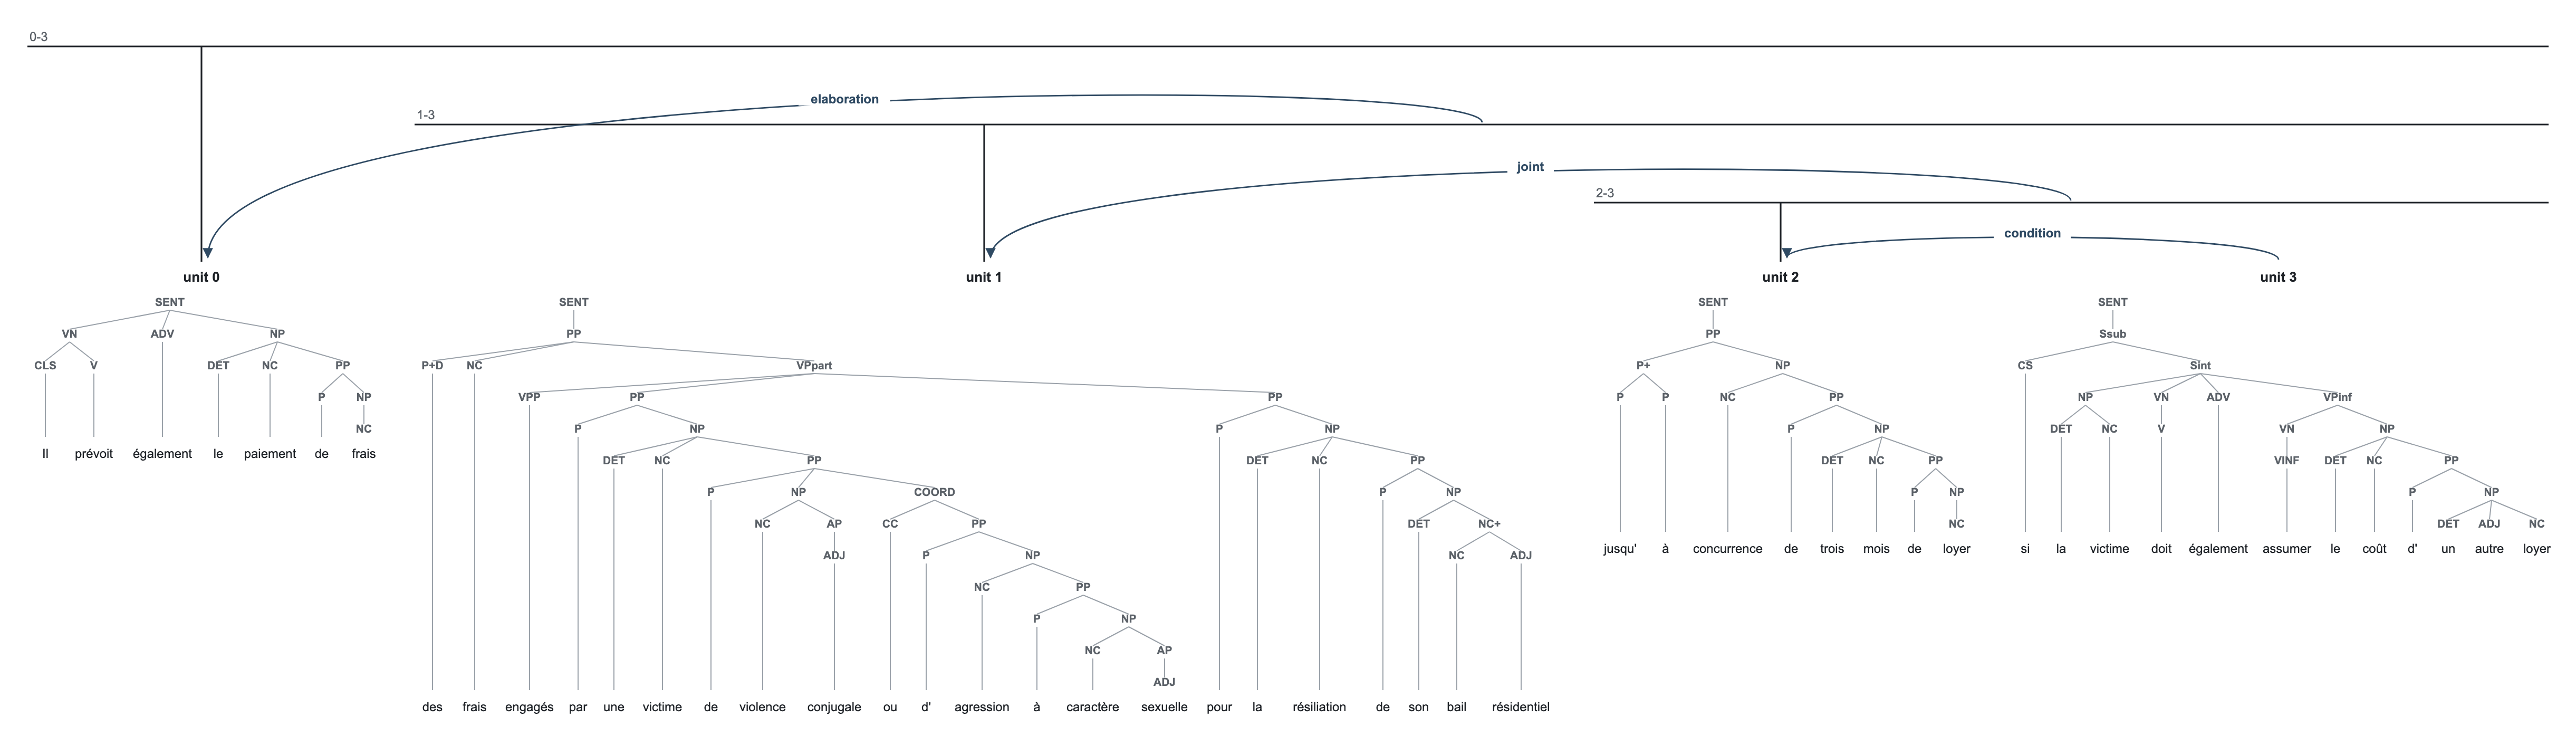 0-3
elaboration
1-3
joint
2-3
condition
unit 0 unit 1 unit 2 unit 3
SENT SENT SENT SENT
VN ADV NP PP PP Ssub
CLS V DET NC PP P+D NC VPpart P+ NP CS Sint
P NP VPP PP PP P P NC PP NP VN ADV VPinf
NC P NP P NP P NP DET NC V VN NP
DET NC PP DET NC PP DET NC PP VINF DET NC PP
P NP COORD P NP P NP P NP
NC AP CC PP DET NC+ NC DET ADJ NC
ADJ P NP NC ADJ
NC PP
P NP
NC AP
ADJ
Il prévoit également le paiement de frais
des frais engagés par une victime de violence conjugale ou d' agression à caractère sexuelle pour la résiliation de son bail résidentiel
jusqu' à concurrence de trois mois de loyer
si la victime doit également assumer le coût d' un autre loyer